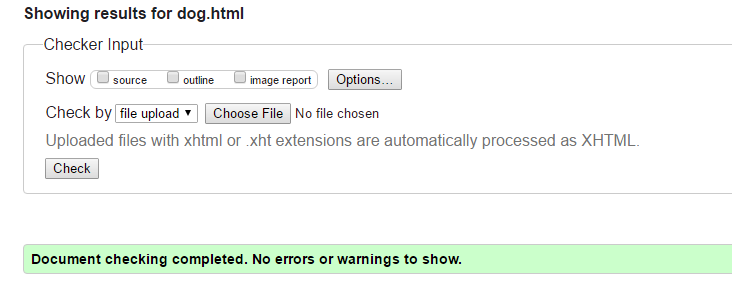 Showing results for dog.html
Checker Input
Show source outline image report Options...
Check by file upload Choose File No file chosen
Uploaded files with xhtml or .xht extensions are automatically processed as XHTML.
Check
Document checking completed. No errors or warnings to show.